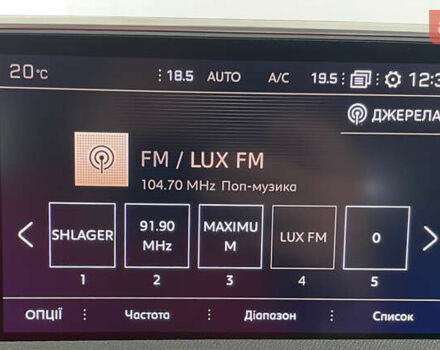 20°C ⁝ 18.5 AUTO A/C 19.5 ⁝ 12:3
ДЖЕРЕЛА
FM / LUX FM
104.70 MHz Поп-музика
SHLAGER
91.90
MHz
MAXIMU
M
LUX FM
0
1 2 3 4 5
ОПЦІЇ ⁝ Частота ⁝ Діапазон ⁝ Список